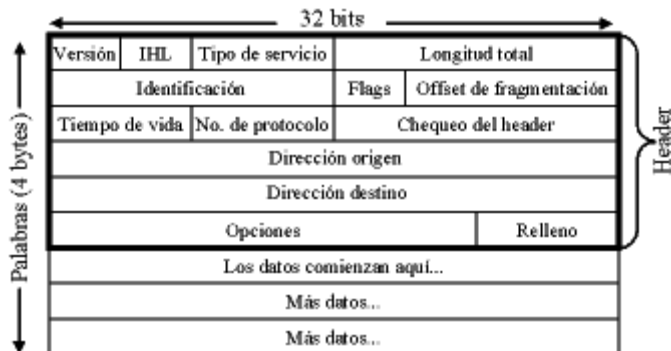 32 bits
Versión IHL Tipo de servicio Longitud total
Identificación Flags Offset de fragmentación
Tiempo de vida No. de protocolo Chequeo del header
Dirección origen
Dirección destino
Opciones Relleno
Los datos comienzan aquí...
Más datos...
Más datos...
Palabras (4 bytes)
Header